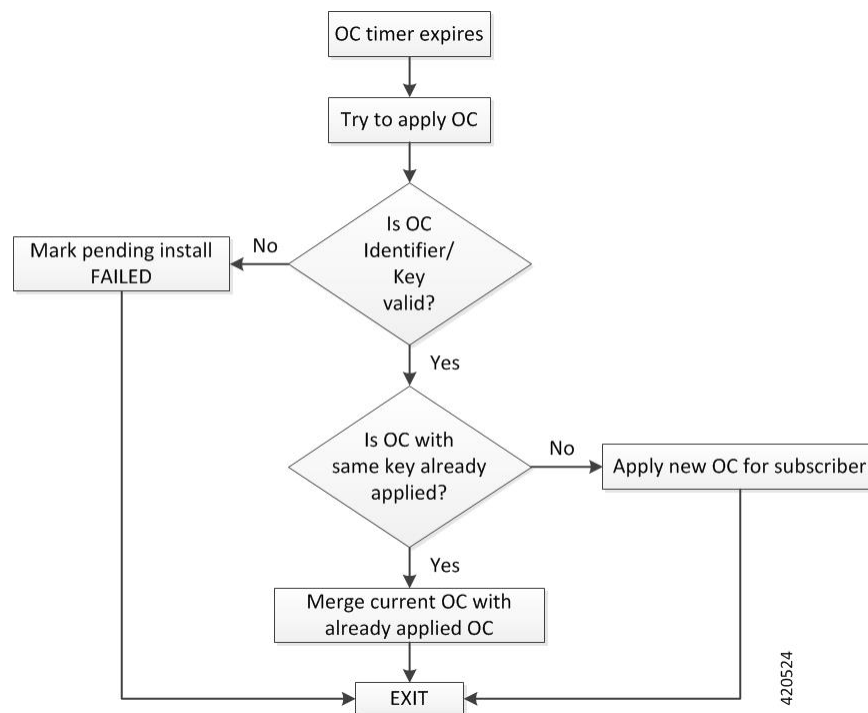 OC timer expires
Try to apply OC
Is OC
Identifier/
Key
valid?
No
Mark pending install
FAILED
Yes
Is OC with
same key already
applied?
No
Apply new OC for subscriber
Yes
Merge current OC with
already applied OC
EXIT
420524